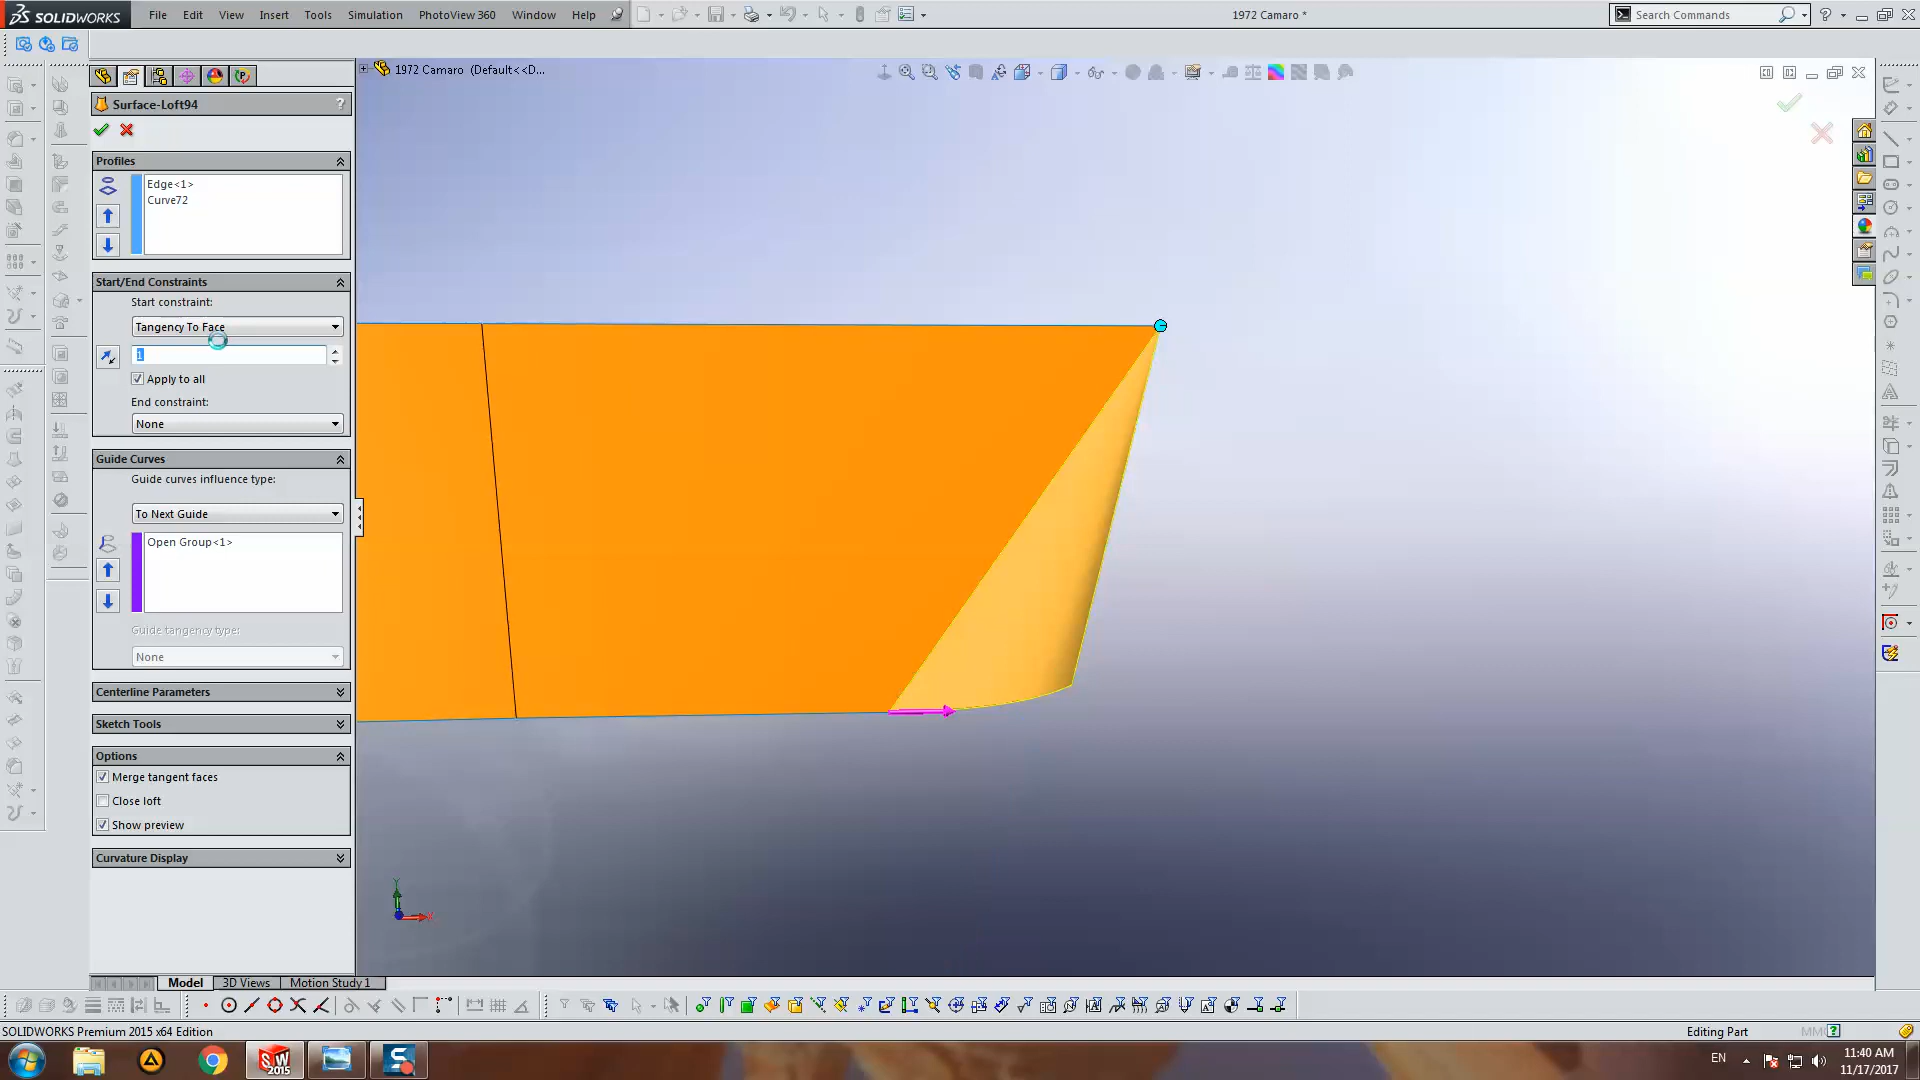 SOLIDWORKS
File Edit View Insert Tools Simulation PhotoView 360 Window Help
1972 Camaro *
Search Commands
1972 Camaro (Default<<D...
Surface-Loft94
?
Profiles
Edge<1>
Curve72
Start/End Constraints
Start constraint:
Tangency To Face
1
Apply to all
End constraint:
None
Guide Curves
Guide curves influence type:
To Next Guide
Open Group<1>
Guide tangency type:
None
Centerline Parameters
Sketch Tools
Options
Merge tangent faces
Close loft
Show preview
Curvature Display
Model 3D Views Motion Study 1
SOLIDWORKS Premium 2015 x64 Edition
Editing Part
SW 2015
EN
11:40 AM
11/17/2017